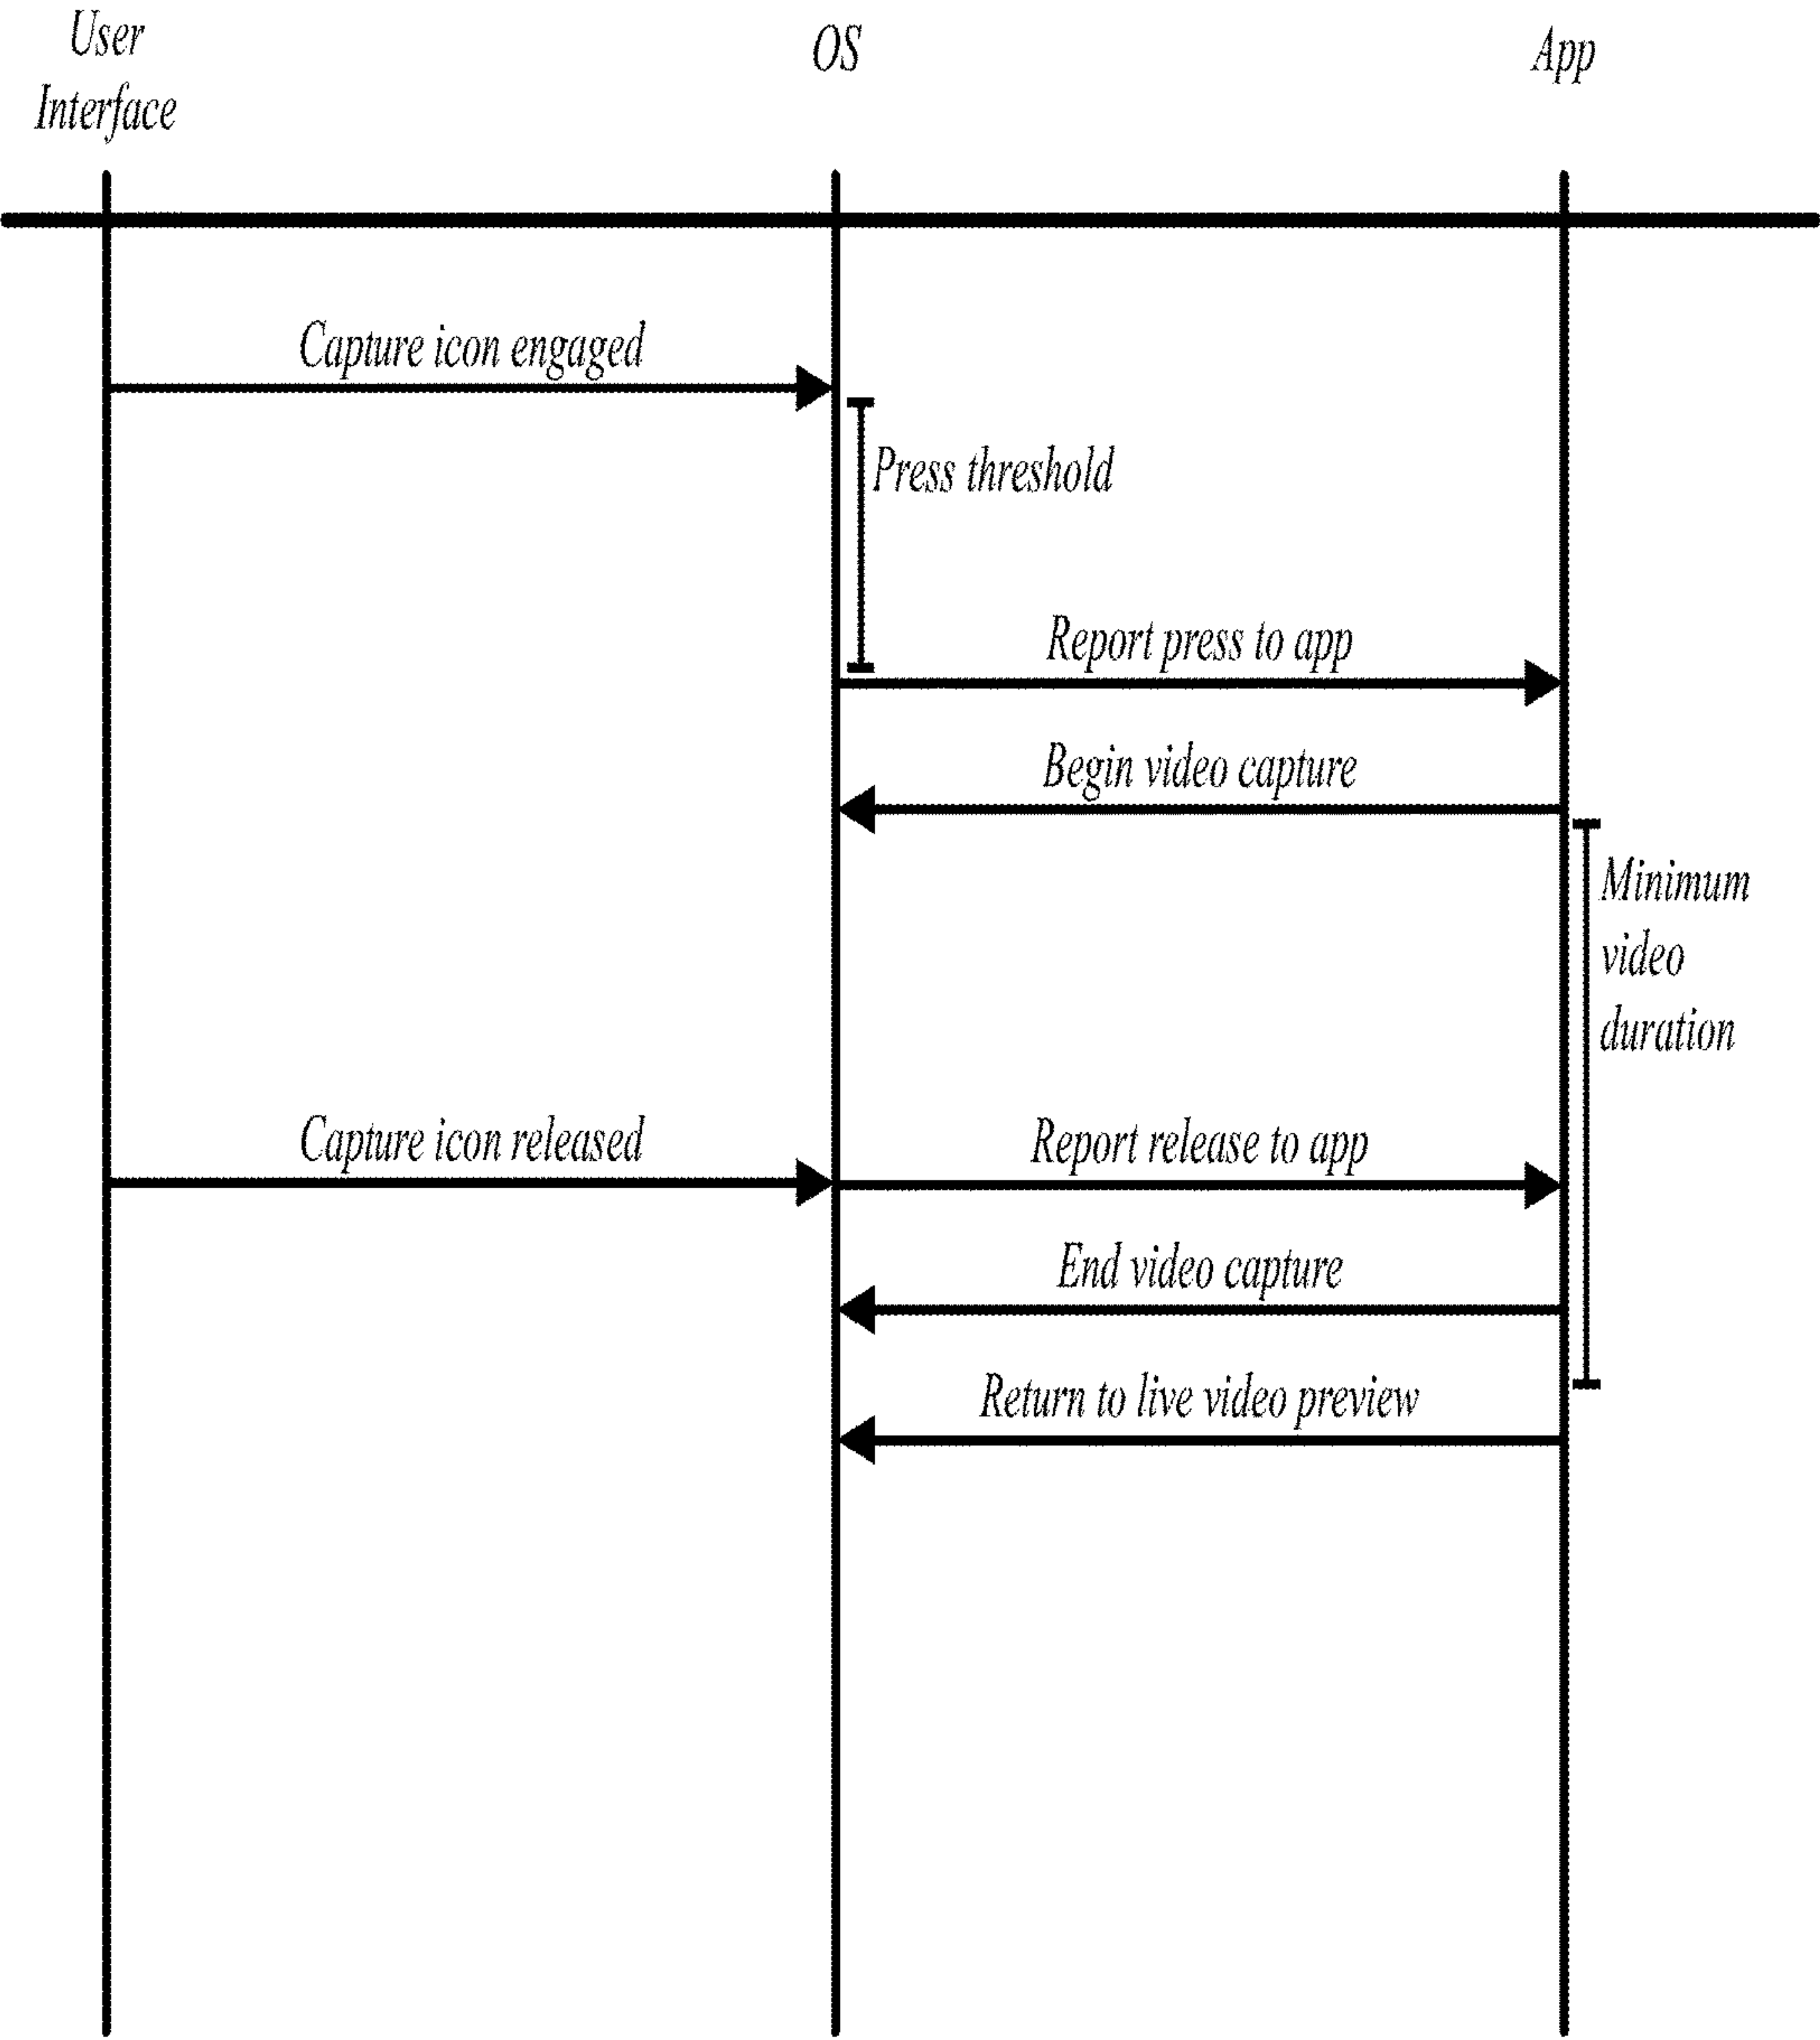 User
Interface
OS
App
Capture icon engaged
Press threshold
Report press to app
Begin video capture
Minimum
video
duration
Capture icon released
Report release to app
End video capture
Return to live video preview